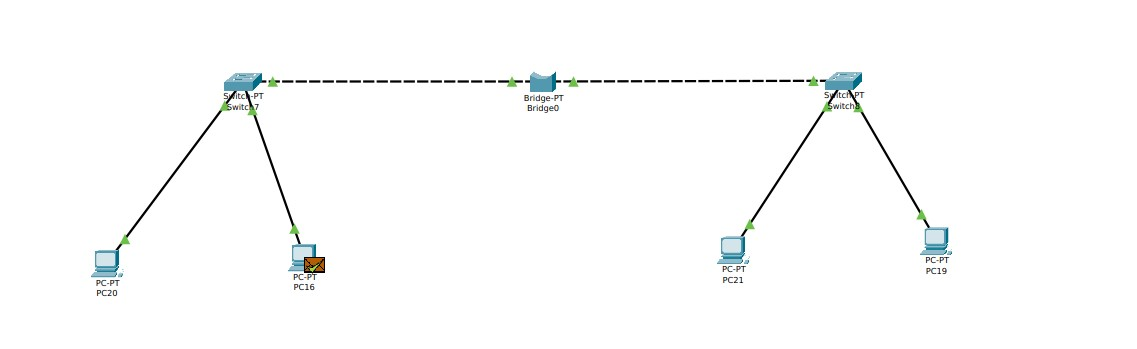 Switch-PT
Switch7
Bridge-PT
Bridge0
Switch-PT
Switch8
PC-PT
PC20
PC-PT
PC16
PC-PT
PC21
PC-PT
PC19